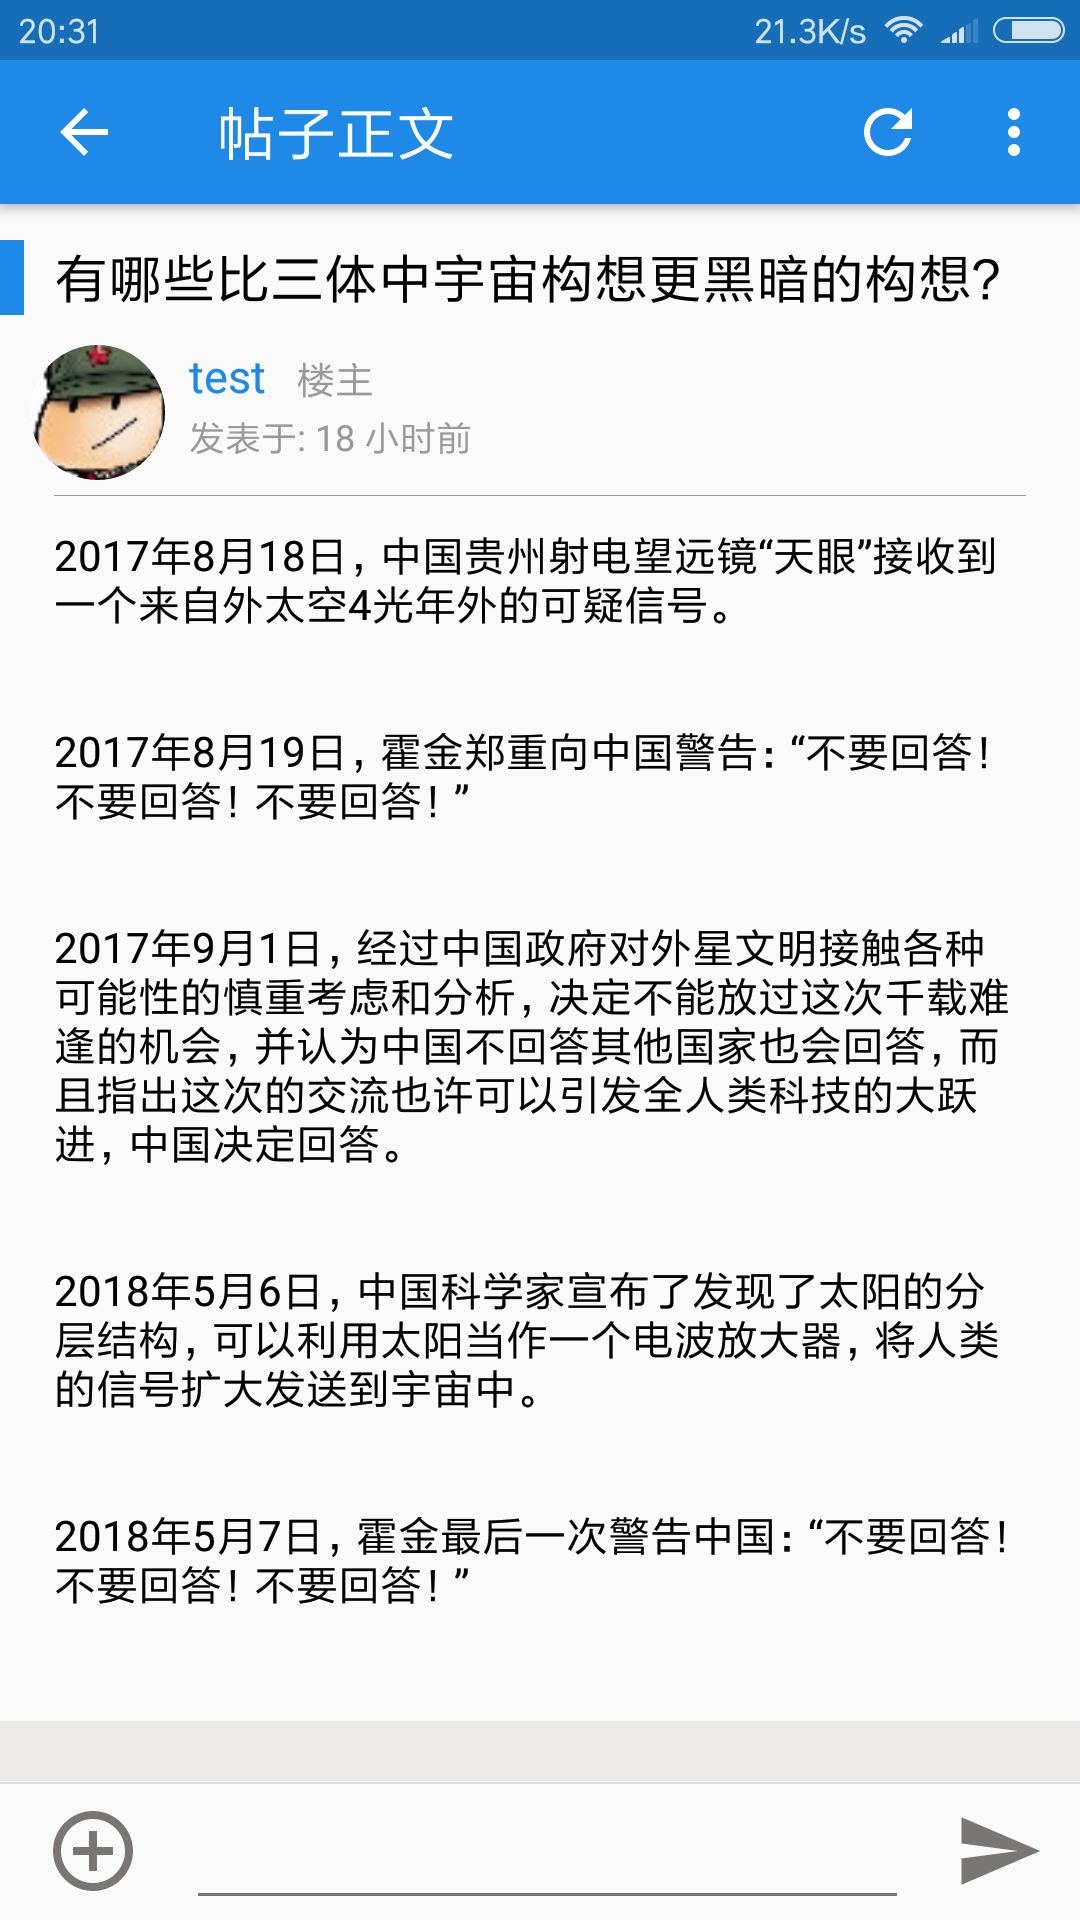 20:31
21.3K/s
帖子正文
有哪些比三体中宇宙构想更黑暗的构想?
test 楼主
发表于: 18 小时前
2017年8月18日，中国贵州射电望远镜“天眼”接收到
一个来自外太空4光年外的可疑信号。
2017年8月19日，霍金郑重向中国警告：“不要回答！
不要回答！不要回答！”
2017年9月1日，经过中国政府对外星文明接触各种
可能性的慎重考虑和分析，决定不能放过这次千载难
逢的机会，并认为中国不回答其他国家也会回答，而
且指出这次的交流也许可以引发全人类科技的大跃
进，中国决定回答。
2018年5月6日，中国科学家宣布了发现了太阳的分
层结构，可以利用太阳当作一个电波放大器，将人类
的信号扩大发送到宇宙中。
2018年5月7日，霍金最后一次警告中国：“不要回答！
不要回答！不要回答！”